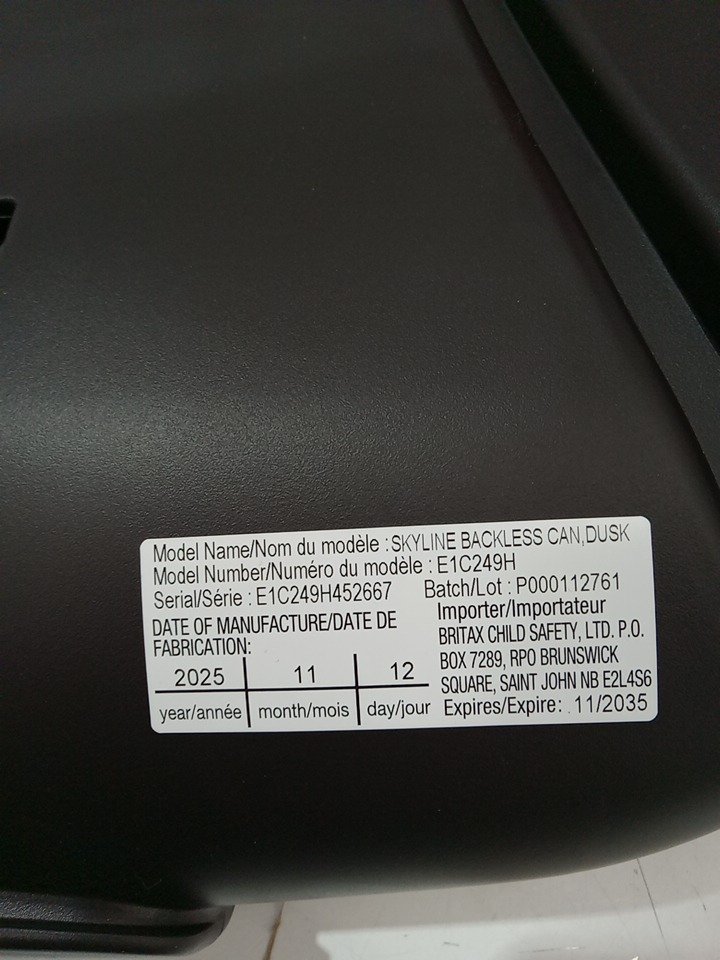 Model Name/Nom du modèle : SKYLINE BACKLESS CAN,DUSK
Model Number/Numéro du modèle : E1C249H
Serial/Série : E1C249H452667 Batch/Lot : P000112761
DATE OF MANUFACTURE/DATE DE
FABRICATION:
2025 11 12
year/année month/mois day/jour
Importer/Importateur
BRITAX CHILD SAFETY, LTD. P.O.
BOX 7289, RPO BRUNSWICK
SQUARE, SAINT JOHN NB E2L4S6
Expires/Expire: 11/2035